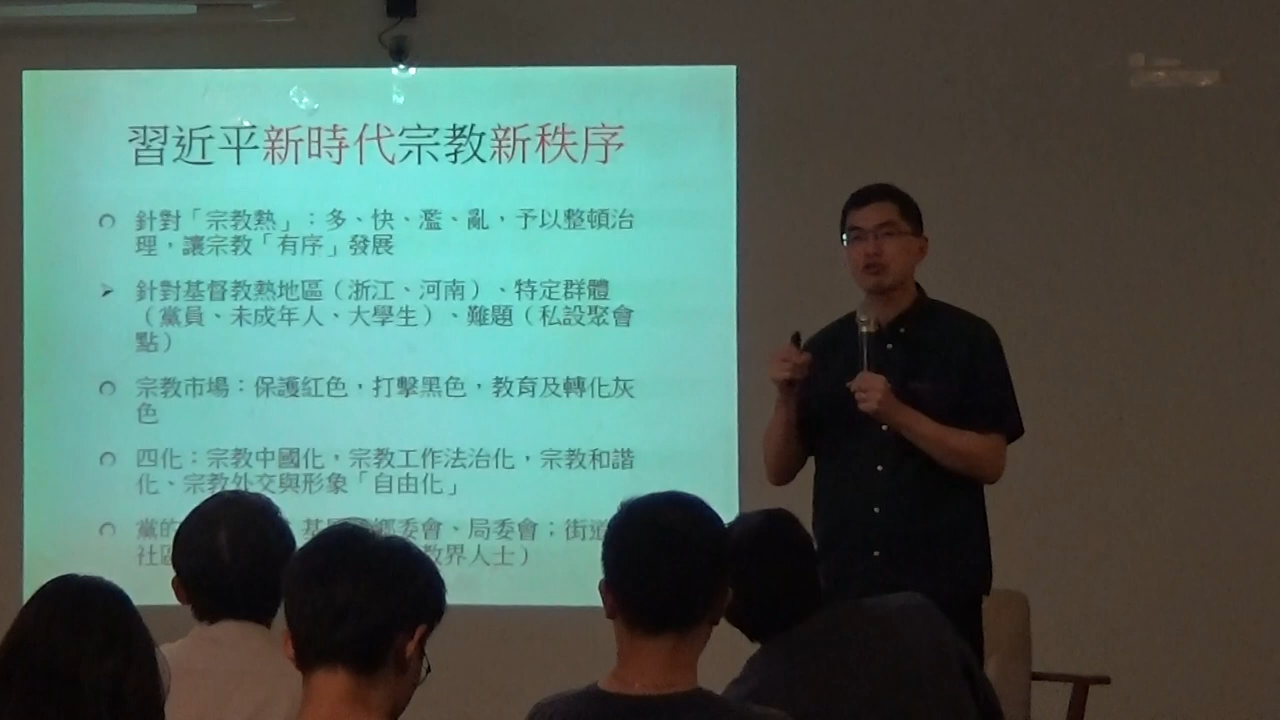 習近平新時代宗教新秩序
針對「宗教熱」：多、快、濫、亂，予以整頓治
理，讓宗教「有序」發展
針對基督教熱地區（浙江、河南）、特定群體
（黨員、未成年人、大學生）、難題（私設聚會
點）
宗教市場：保護紅色，打擊黑色，教育及轉化灰
色
四化：宗教中國化，宗教工作法治化，宗教和諧
化、宗教外交與形象「自由化」
黨的 鄉委會、局委會；街道
社區 教界人士）